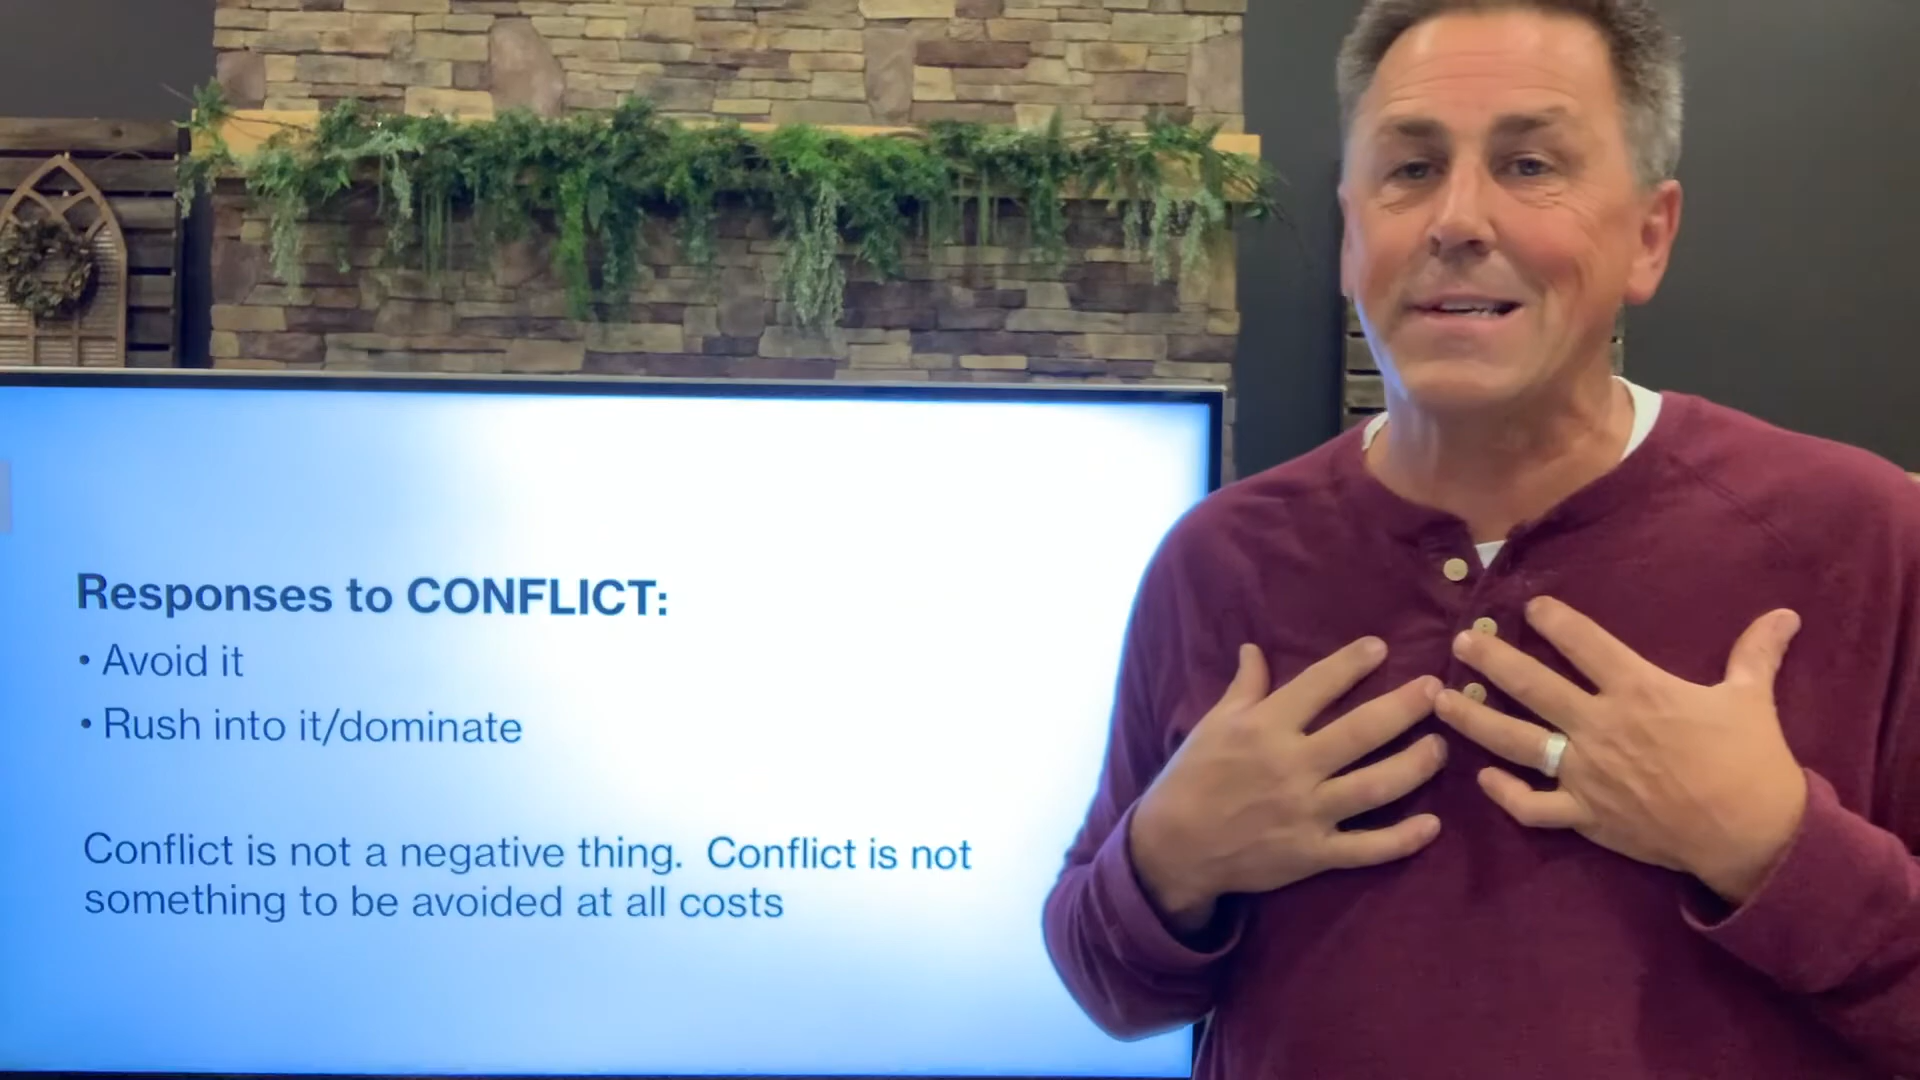 Responses to CONFLICT:
• Avoid it
• Rush into it/dominate
Conflict is not a negative thing.  Conflict is not
something to be avoided at all costs